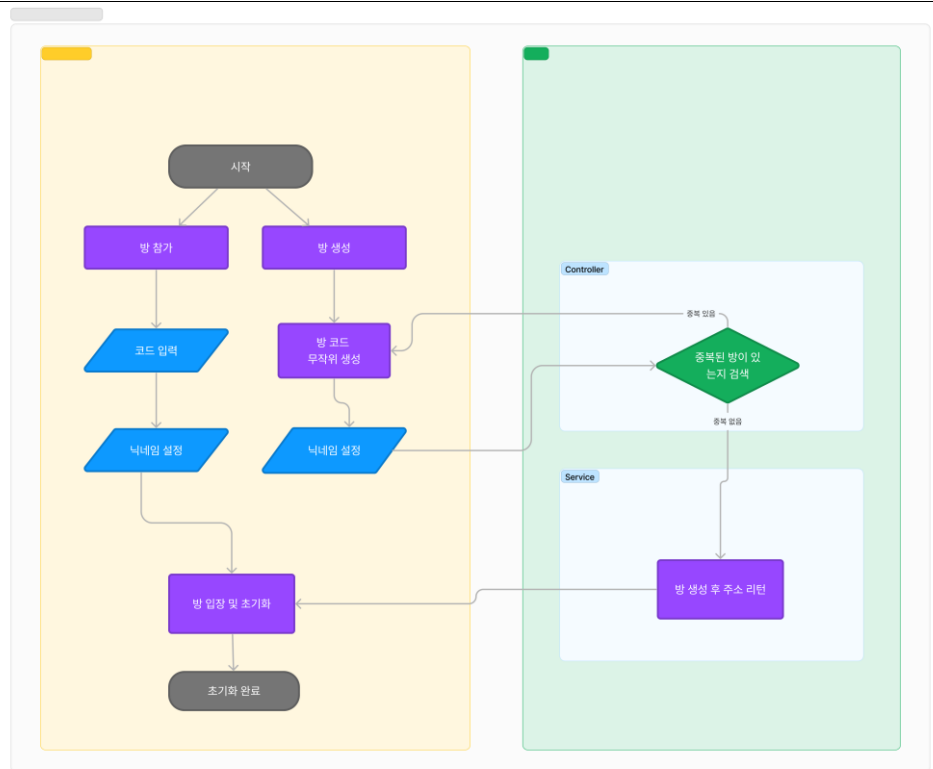 시작
방 참가
방 생성
Controller
중복 있음
방 코드
무작위 생성
코드 입력
중복된 방이 있
는지 검색
중복 없음
닉네임 설정
닉네임 설정
Service
방 생성 후 주소 리턴
방 입장 및 초기화
초기화 완료